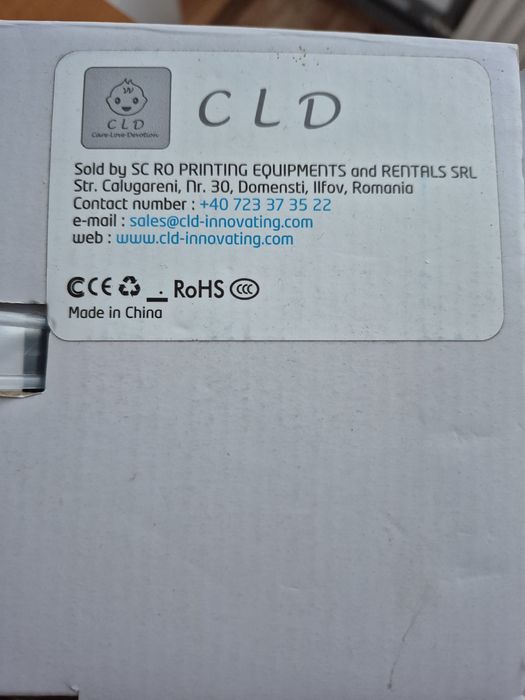 CLD
CLD
Care-Love-Devotion
Sold by SC RO PRINTING EQUIPMENTS and RENTALS SRL
Str. Calugareni, nr. 30, Domensti, Ilfov, Romania
Contact number : +40 723 37 35 22
e-mail : sales@cld-innovating.com
web : www.cld-innovating.com
CE RoHS CCC
Made in China